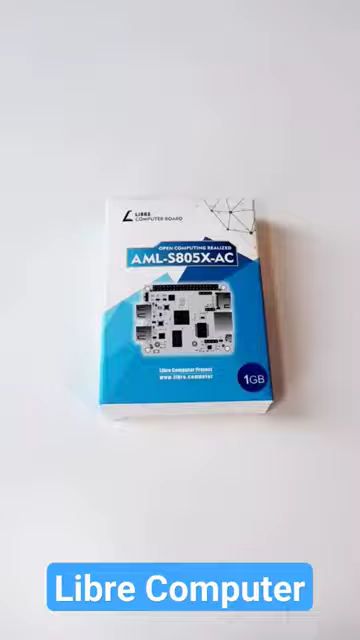 LIBRE
COMPUTER BOARD
OPEN COMPUTING REALIZED
AML-S805X-AC
Libre Computer Project
www.libre.computer
1GB
Libre Computer